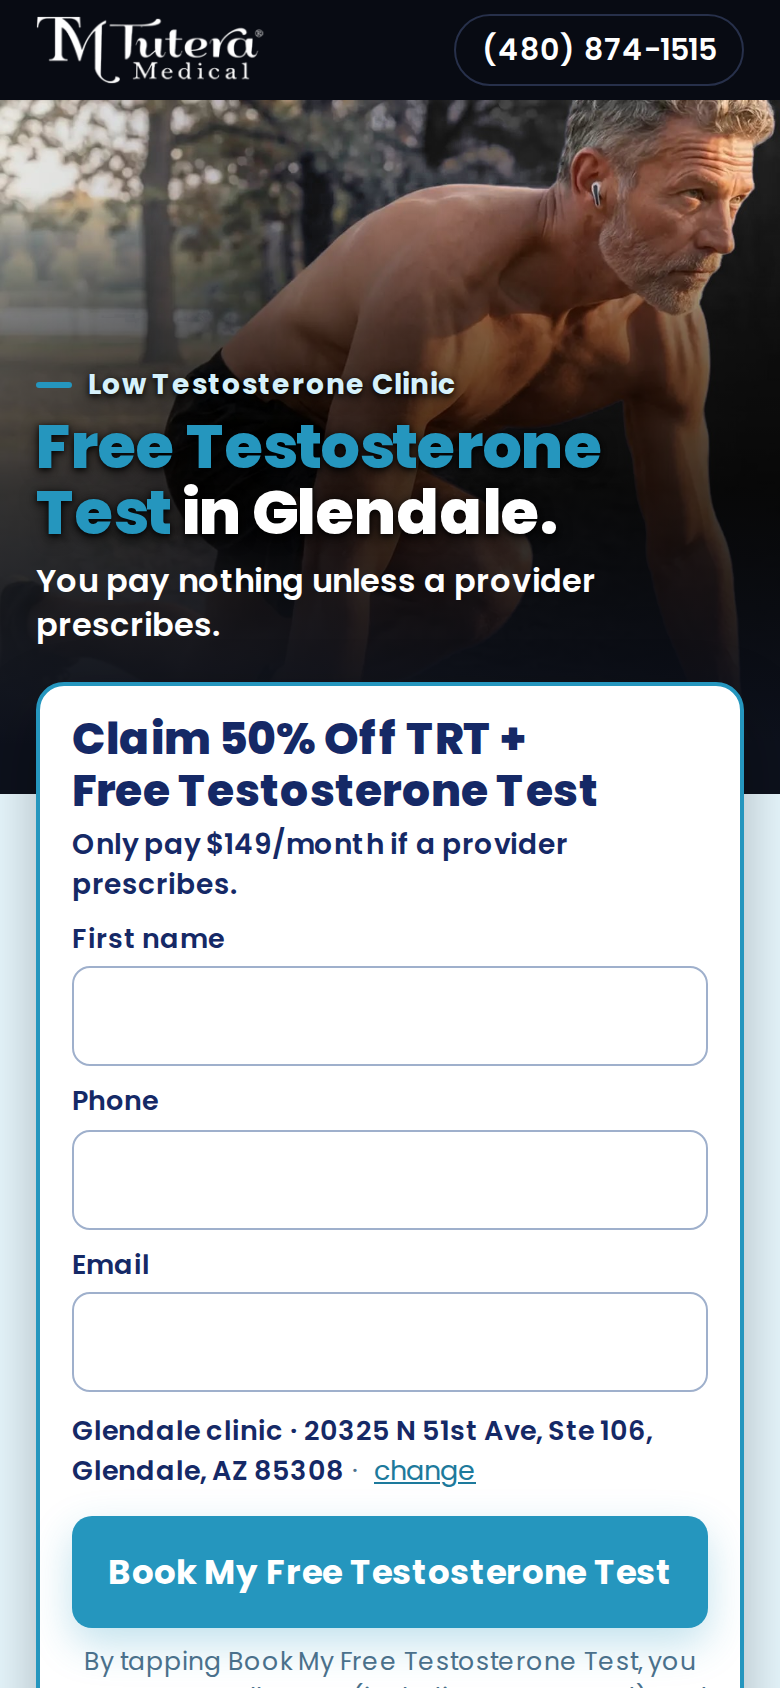 TM Tutera®
Medical
(480) 874-1515
Low Testosterone Clinic
Free Testosterone
Test in Glendale.
You pay nothing unless a provider
prescribes.
Claim 50% Off TRT +
Free Testosterone Test
Only pay $149/month if a provider
prescribes.
First name
Phone
Email
Glendale clinic · 20325 N 51st Ave, Ste 106,
Glendale, AZ 85308 · change
Book My Free Testosterone Test
By tapping Book My Free Testosterone Test, you